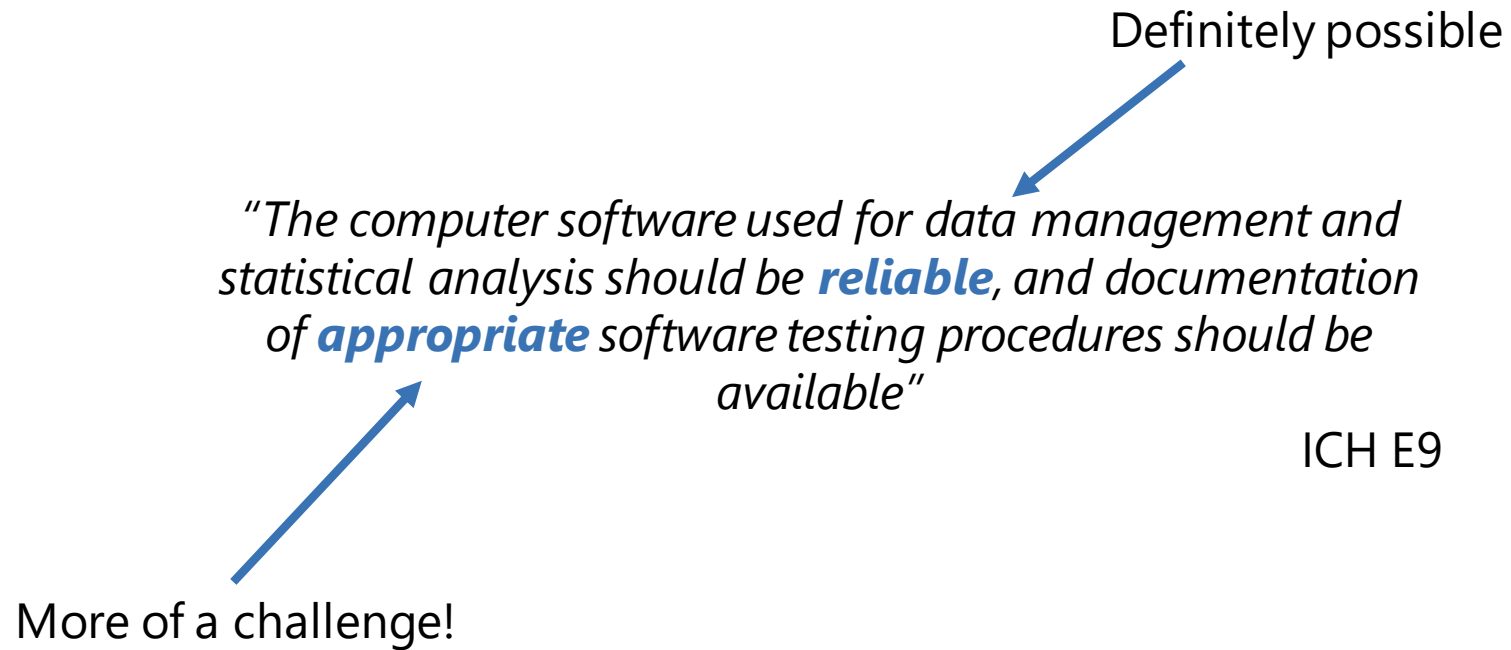 Definitely possible
“The computer software used for data management and
statistical analysis should be reliable, and documentation
of appropriate software testing procedures should be
available”
ICH E9
More of a challenge!